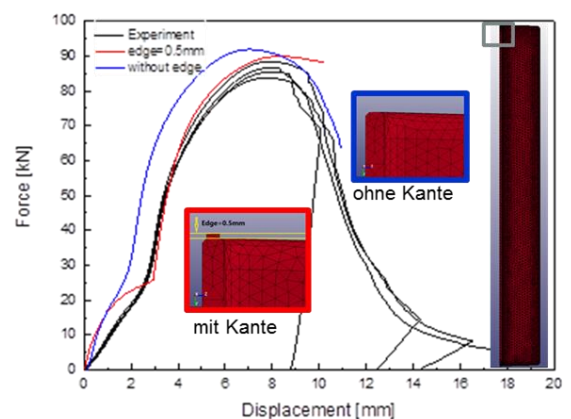 Experiment
edge=0.5mm
without edge
Force [kN]
100
90
80
70
60
50
40
30
20
10
0
ohne Kante
Edge=0.5mm
mit Kante
0 2 4 6 8 10 12 14 16 18 20
Displacement [mm]